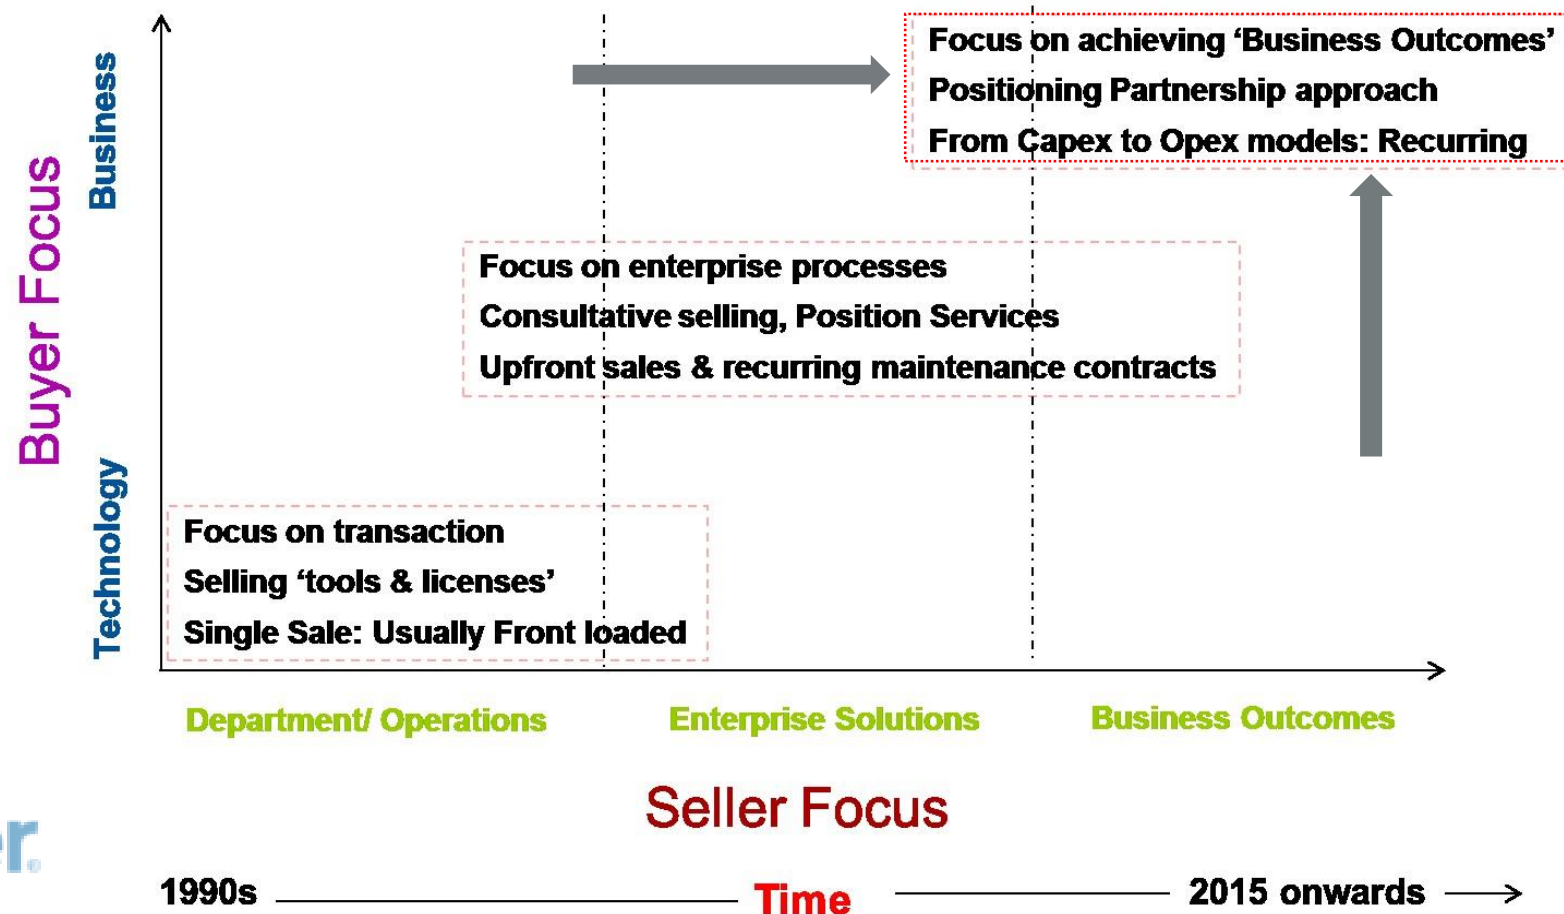 Focus on achieving ‘Business Outcomes’
Positioning Partnership approach
From Capex to Opex models: Recurring
Business
Buyer Focus
Focus on enterprise processes
Consultative selling, Position Services
Upfront sales & recurring maintenance contracts
Technology
Focus on transaction
Selling ‘tools & licenses’
Single Sale: Usually Front loaded
Department/ Operations
Enterprise Solutions
Business Outcomes
Seller Focus
1990s
Time
2015 onwards